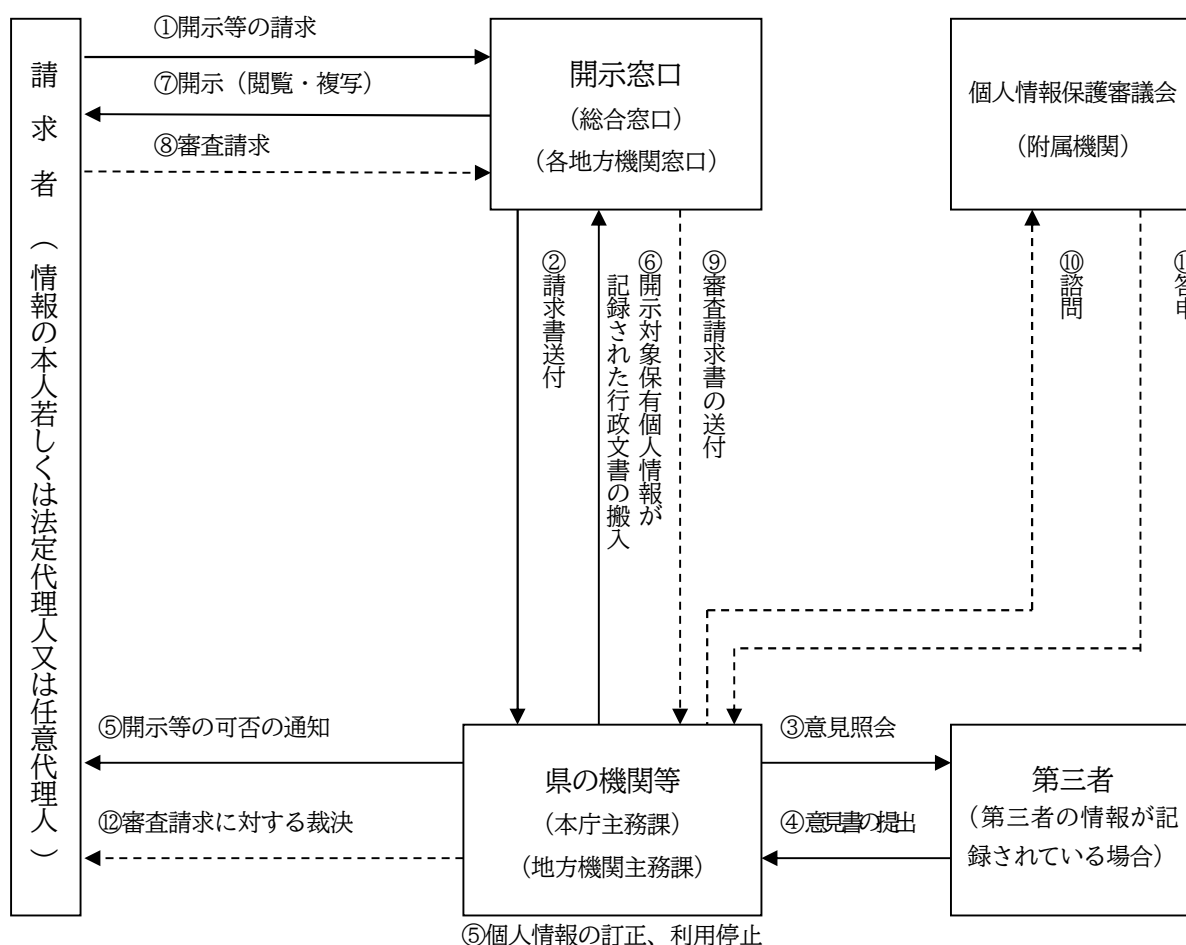 ①開示等の請求
⑦開示（閲覧・複写）
⑧審査請求
請求者（情報の本人若しくは法定代理人又は任意代理人）
開示窓口
（総合窓口）
（各地方機関窓口）
個人情報保護審議会
（附属機関）
②請求書送付
⑥開示対象保有個人情報が
記録された行政文書の搬入
⑨審査請求書の送付
⑩諮問
答申
⑤開示等の可否の通知
⑫審査請求に対する裁決
県の機関等
（本庁主務課）
（地方機関主務課）
③意見照会
④意見書の提出
第三者
（第三者の情報が記
録されている場合）
⑤個人情報の訂正、利用停止